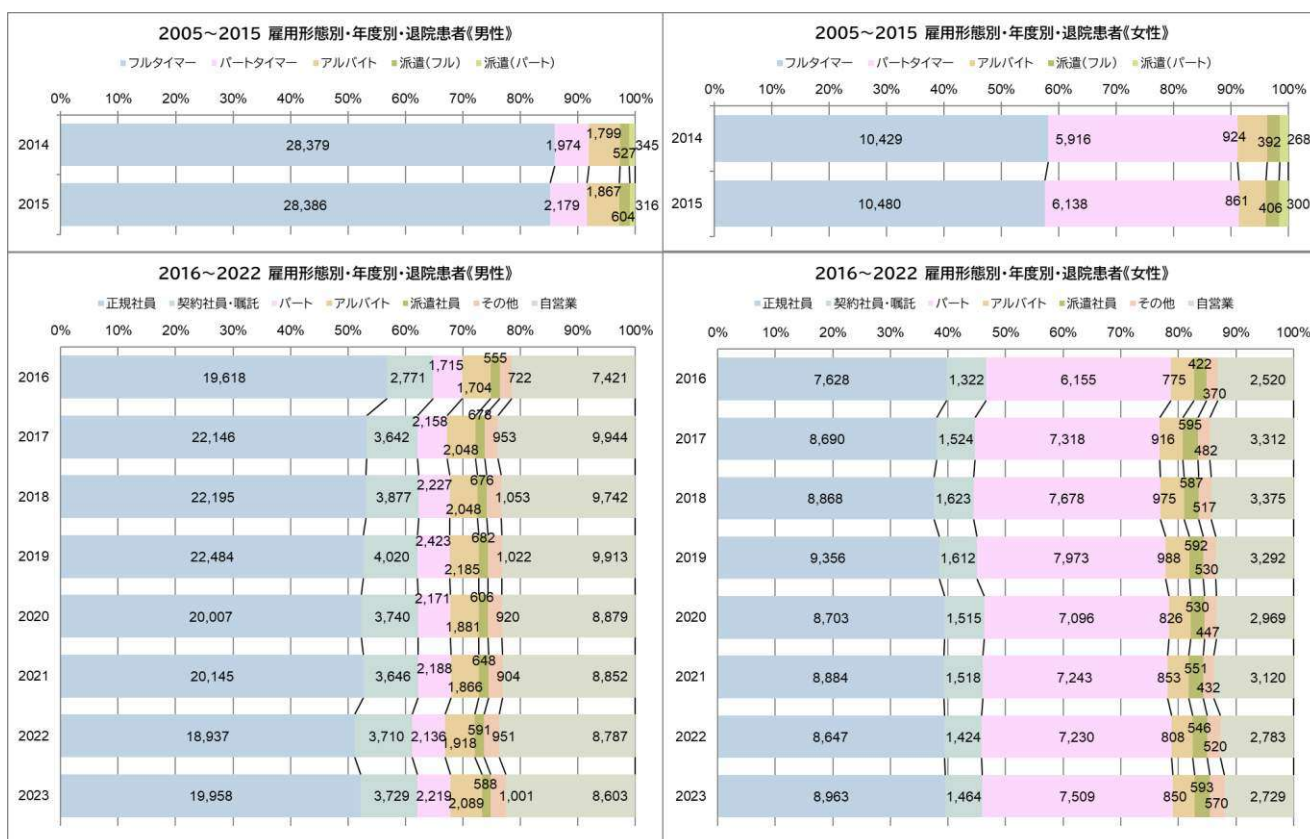 2005～2015 雇用形態別・年度別・退院患者《男性》
フルタイマー パートタイマー アルバイト 派遣(フル) 派遣(パート)
0% 10% 20% 30% 40% 50% 60% 70% 80% 90% 100%
2014 28,379 1,974 1,799 527 345
2015 28,386 2,179 1,867 604 316
2005～2015 雇用形態別・年度別・退院患者《女性》
フルタイマー パートタイマー アルバイト 派遣(フル) 派遣(パート)
0% 10% 20% 30% 40% 50% 60% 70% 80% 90% 100%
2014 10,429 5,916 924 392 268
2015 10,480 6,138 861 406 300
2016～2022 雇用形態別・年度別・退院患者《男性》
正規社員 契約社員・嘱託 パート アルバイト 派遣社員 その他 自営業
0% 10% 20% 30% 40% 50% 60% 70% 80% 90% 100%
2016 19,618 2,771 1,715 1,704 555 722 7,421
2017 22,146 3,642 2,158 2,048 678 953 9,944
2018 22,195 3,877 2,227 2,048 676 1,053 9,742
2019 22,484 4,020 2,423 2,185 682 1,022 9,913
2020 20,007 3,740 2,171 1,881 606 920 8,879
2021 20,145 3,646 2,188 1,866 648 904 8,852
2022 18,937 3,710 2,136 1,918 591 951 8,787
2023 19,958 3,729 2,219 2,089 588 1,001 8,603
2016～2022 雇用形態別・年度別・退院患者《女性》
正規社員 契約社員・嘱託 パート アルバイト 派遣社員 その他 自営業
0% 10% 20% 30% 40% 50% 60% 70% 80% 90% 100%
2016 7,628 1,322 6,155 775 422 370 2,520
2017 8,690 1,524 7,318 916 595 482 3,312
2018 8,868 1,623 7,678 975 587 517 3,375
2019 9,356 1,612 7,973 988 592 530 3,292
2020 8,703 1,515 7,096 826 530 447 2,969
2021 8,884 1,518 7,243 853 551 432 3,120
2022 8,647 1,424 7,230 808 546 520 2,783
2023 8,963 1,464 7,509 850 593 570 2,729